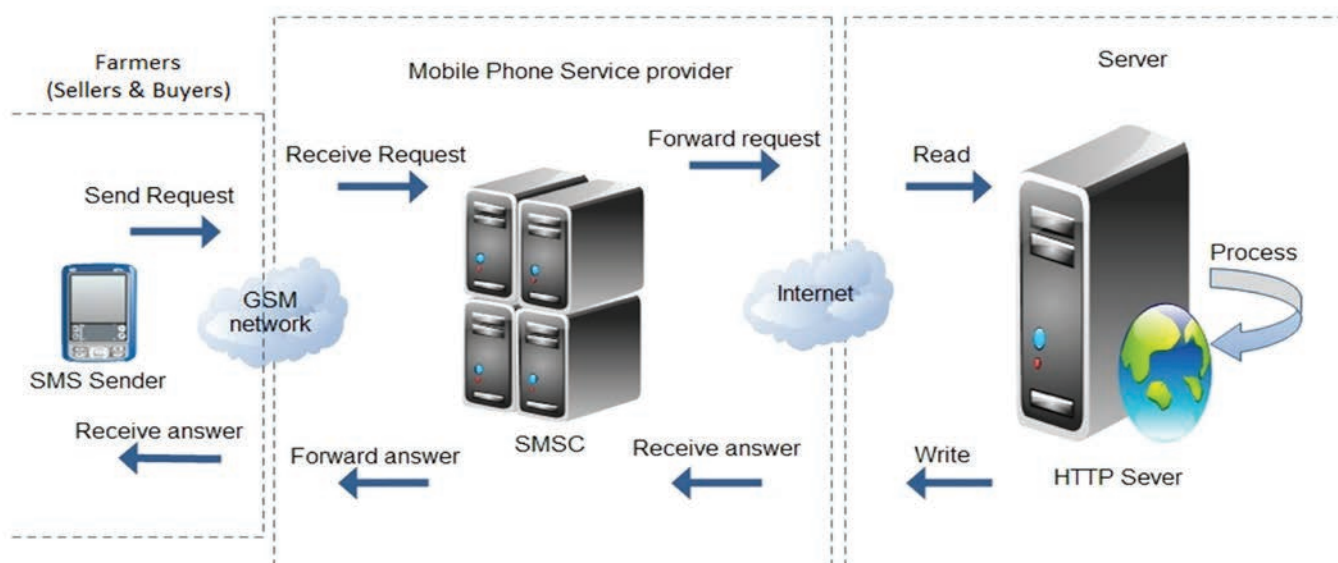 Farmers
(Sellers & Buyers)
Mobile Phone Service provider
Server
Send Request
Receive Request
Forward request
Read
Process
GSM
network
Internet
SMS Sender
SMSC
HTTP Sever
Receive answer
Forward answer
Receive answer
Write